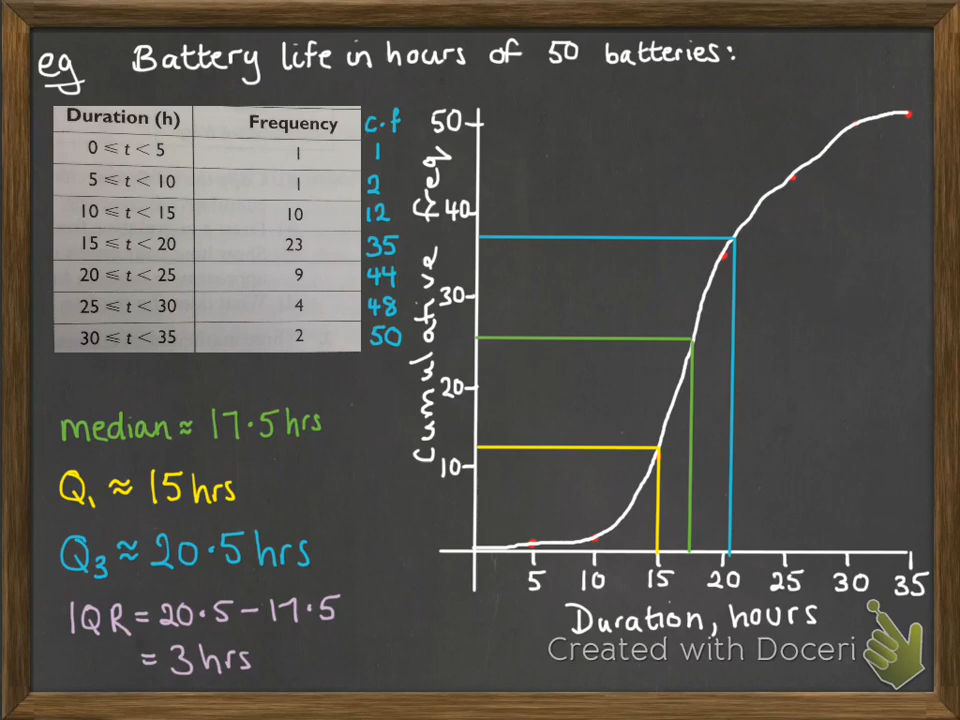 eg Battery life in hours of 50 batteries:
Duration (h) Frequency c.f
0 ⩽ t < 5 1 1
5 ⩽ t < 10 1 2
10 ⩽ t < 15 10 12
15 ⩽ t < 20 23 35
20 ⩽ t < 25 9 44
25 ⩽ t < 30 4 48
30 ⩽ t < 35 2 50
median ≈ 17.5 hrs
Q₁ ≈ 15 hrs
Q₃ ≈ 20.5 hrs
IQR = 20.5 - 17.5
= 3 hrs
Cumulative freq
50
40
30
20
10
5 10 15 20 25 30 35
Duration, hours
Created with Doceri